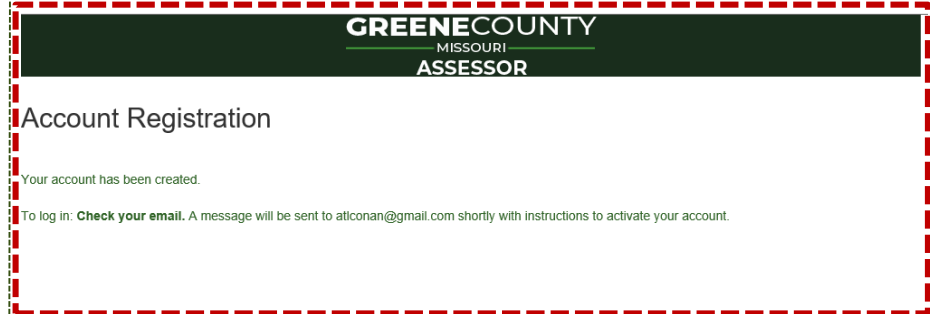 GREENECOUNTY
MISSOURI
ASSESSOR
Account Registration
Your account has been created.
To log in: Check your email. A message will be sent to atlconan@gmail.com shortly with instructions to activate your account.